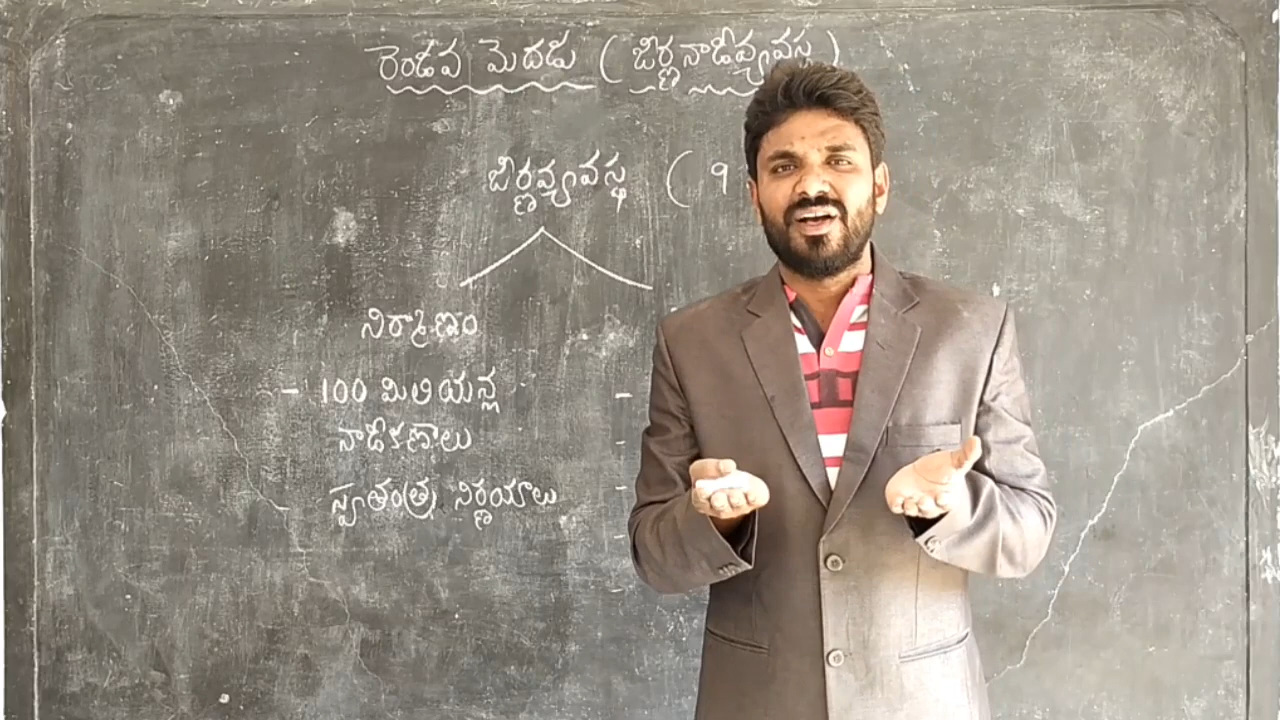 రెండవ మెదడు ( జీర్ణనాడీవ్యవస్థ )
జీర్ణవ్యవస్థ ( 9
నిర్మాణం
- 100 మిలియన్ల -
నాడీకణాలు -
స్వతంత్ర నిర్ణయాలు -
-